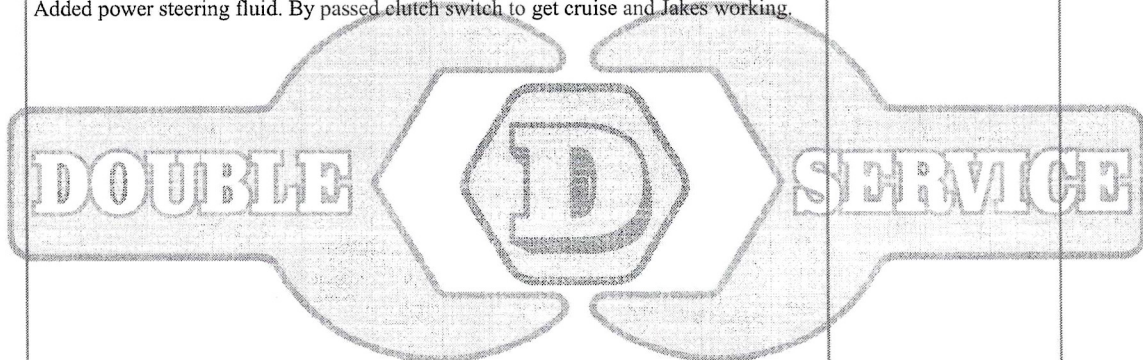 Added power steering fluid. By passed clutch switch to get cruise and Jakes working.
DOUBLE D SERVICE